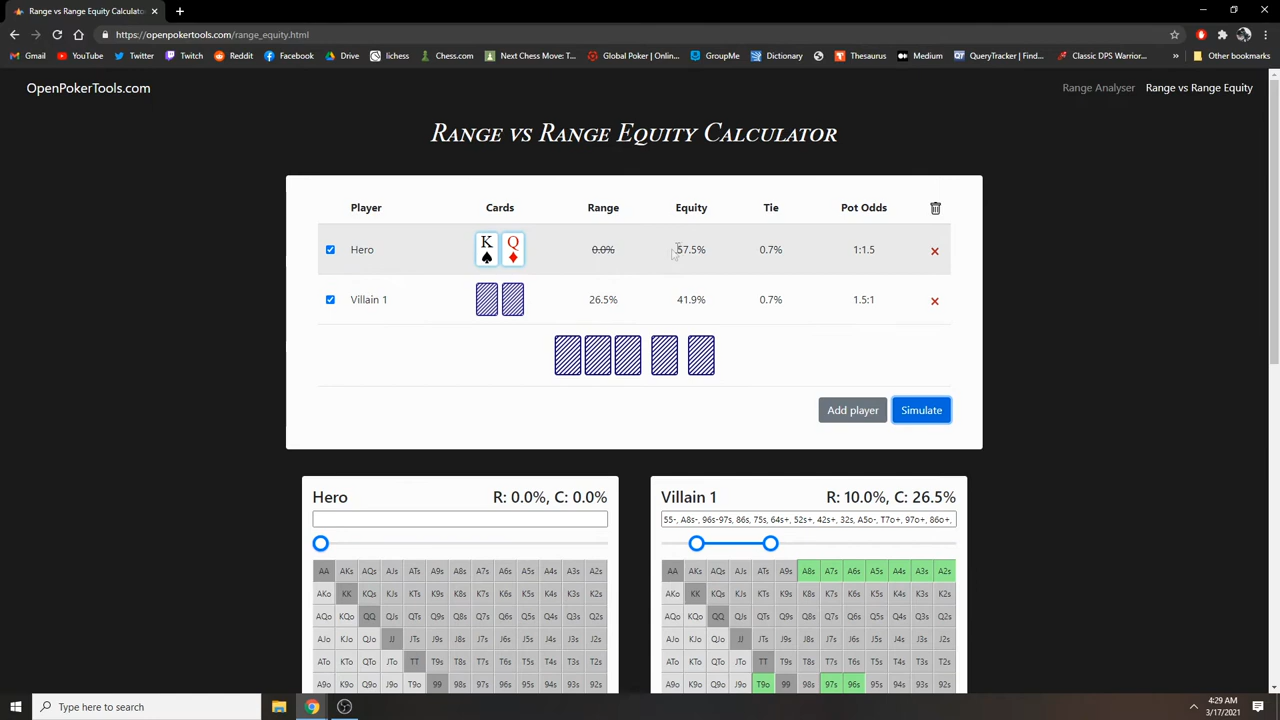 Range vs Range Equity Calculato
https://openpokertools.com/range_equity.html
Gmail YouTube Twitter Twitch Reddit Facebook Drive lichess Chess.com Next Chess Move: T... Global Poker | Onlin... GroupMe Dictionary Thesaurus Medium QueryTracker | Find... Classic DPS Warrior... » Other bookmarks
OpenPokerTools.com Range Analyser Range vs Range Equity
Range vs Range Equity Calculator
Player Cards Range Equity Tie Pot Odds
Hero K Q 0.0% 57.5% 0.7% 1:1.5
Villain 1 26.5% 41.9% 0.7% 1.5:1
Add player Simulate
Hero R: 0.0%, C: 0.0%
Villain 1 R: 10.0%, C: 26.5%
55-, A8s-, 96s-97s, 86s, 75s, 64s+, 52s+, 42s+, 32s, A5o-, T7o+, 97o+, 86o+,
AA AKs AQs AJs ATs A9s A8s A7s A6s A5s A4s A3s A2s
AKo KK KQs KJs KTs K9s K8s K7s K6s K5s K4s K3s K2s
AQo KQo QQ QJs QTs Q9s Q8s Q7s Q6s Q5s Q4s Q3s Q2s
AJo KJo QJo JJ JTs J9s J8s J7s J6s J5s J4s J3s J2s
ATo KTo QTo JTo TT T9s T8s T7s T6s T5s T4s T3s T2s
A9o K9o Q9o J9o T9o 99 98s 97s 96s 95s 94s 93s 92s
AA AKs AQs AJs ATs A9s A8s A7s A6s A5s A4s A3s A2s
AKo KK KQs KJs KTs K9s K8s K7s K6s K5s K4s K3s K2s
AQo KQo QQ QJs QTs Q9s Q8s Q7s Q6s Q5s Q4s Q3s Q2s
AJo KJo QJo JJ JTs J9s J8s J7s J6s J5s J4s J3s J2s
ATo KTo QTo JTo TT T9s T8s T7s T6s T5s T4s T3s T2s
A9o K9o Q9o J9o T9o 99 98s 97s 96s 95s 94s 93s 92s
Type here to search
4:29 AM
3/17/2021